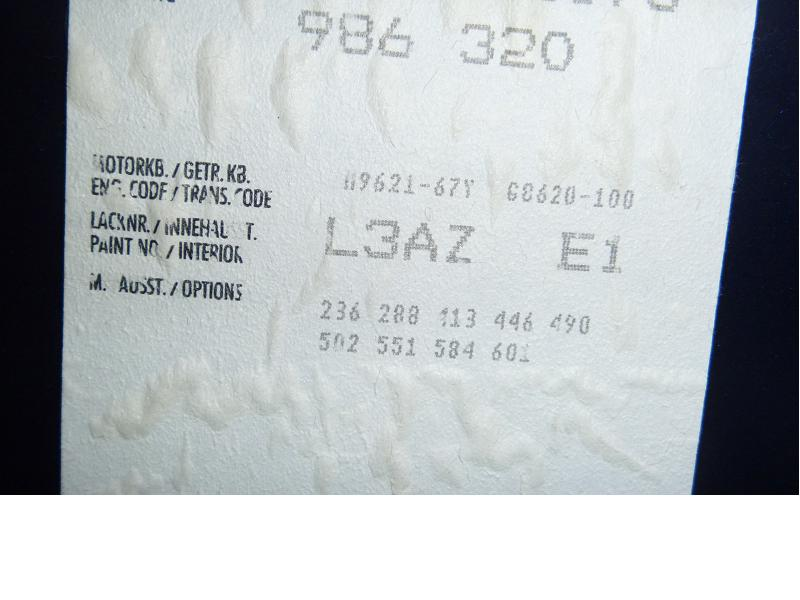 986 320
MOTORKB. / GETR. KB.
ENG. CODE / TRANS. CODE M9621-67Y G8620-100
LACKNR. / INNENAUSST. L3AZ E1
PAINT NO. / INTERIOR
M. AUSST. / OPTIONS
236 288 413 446 490
502 551 584 601